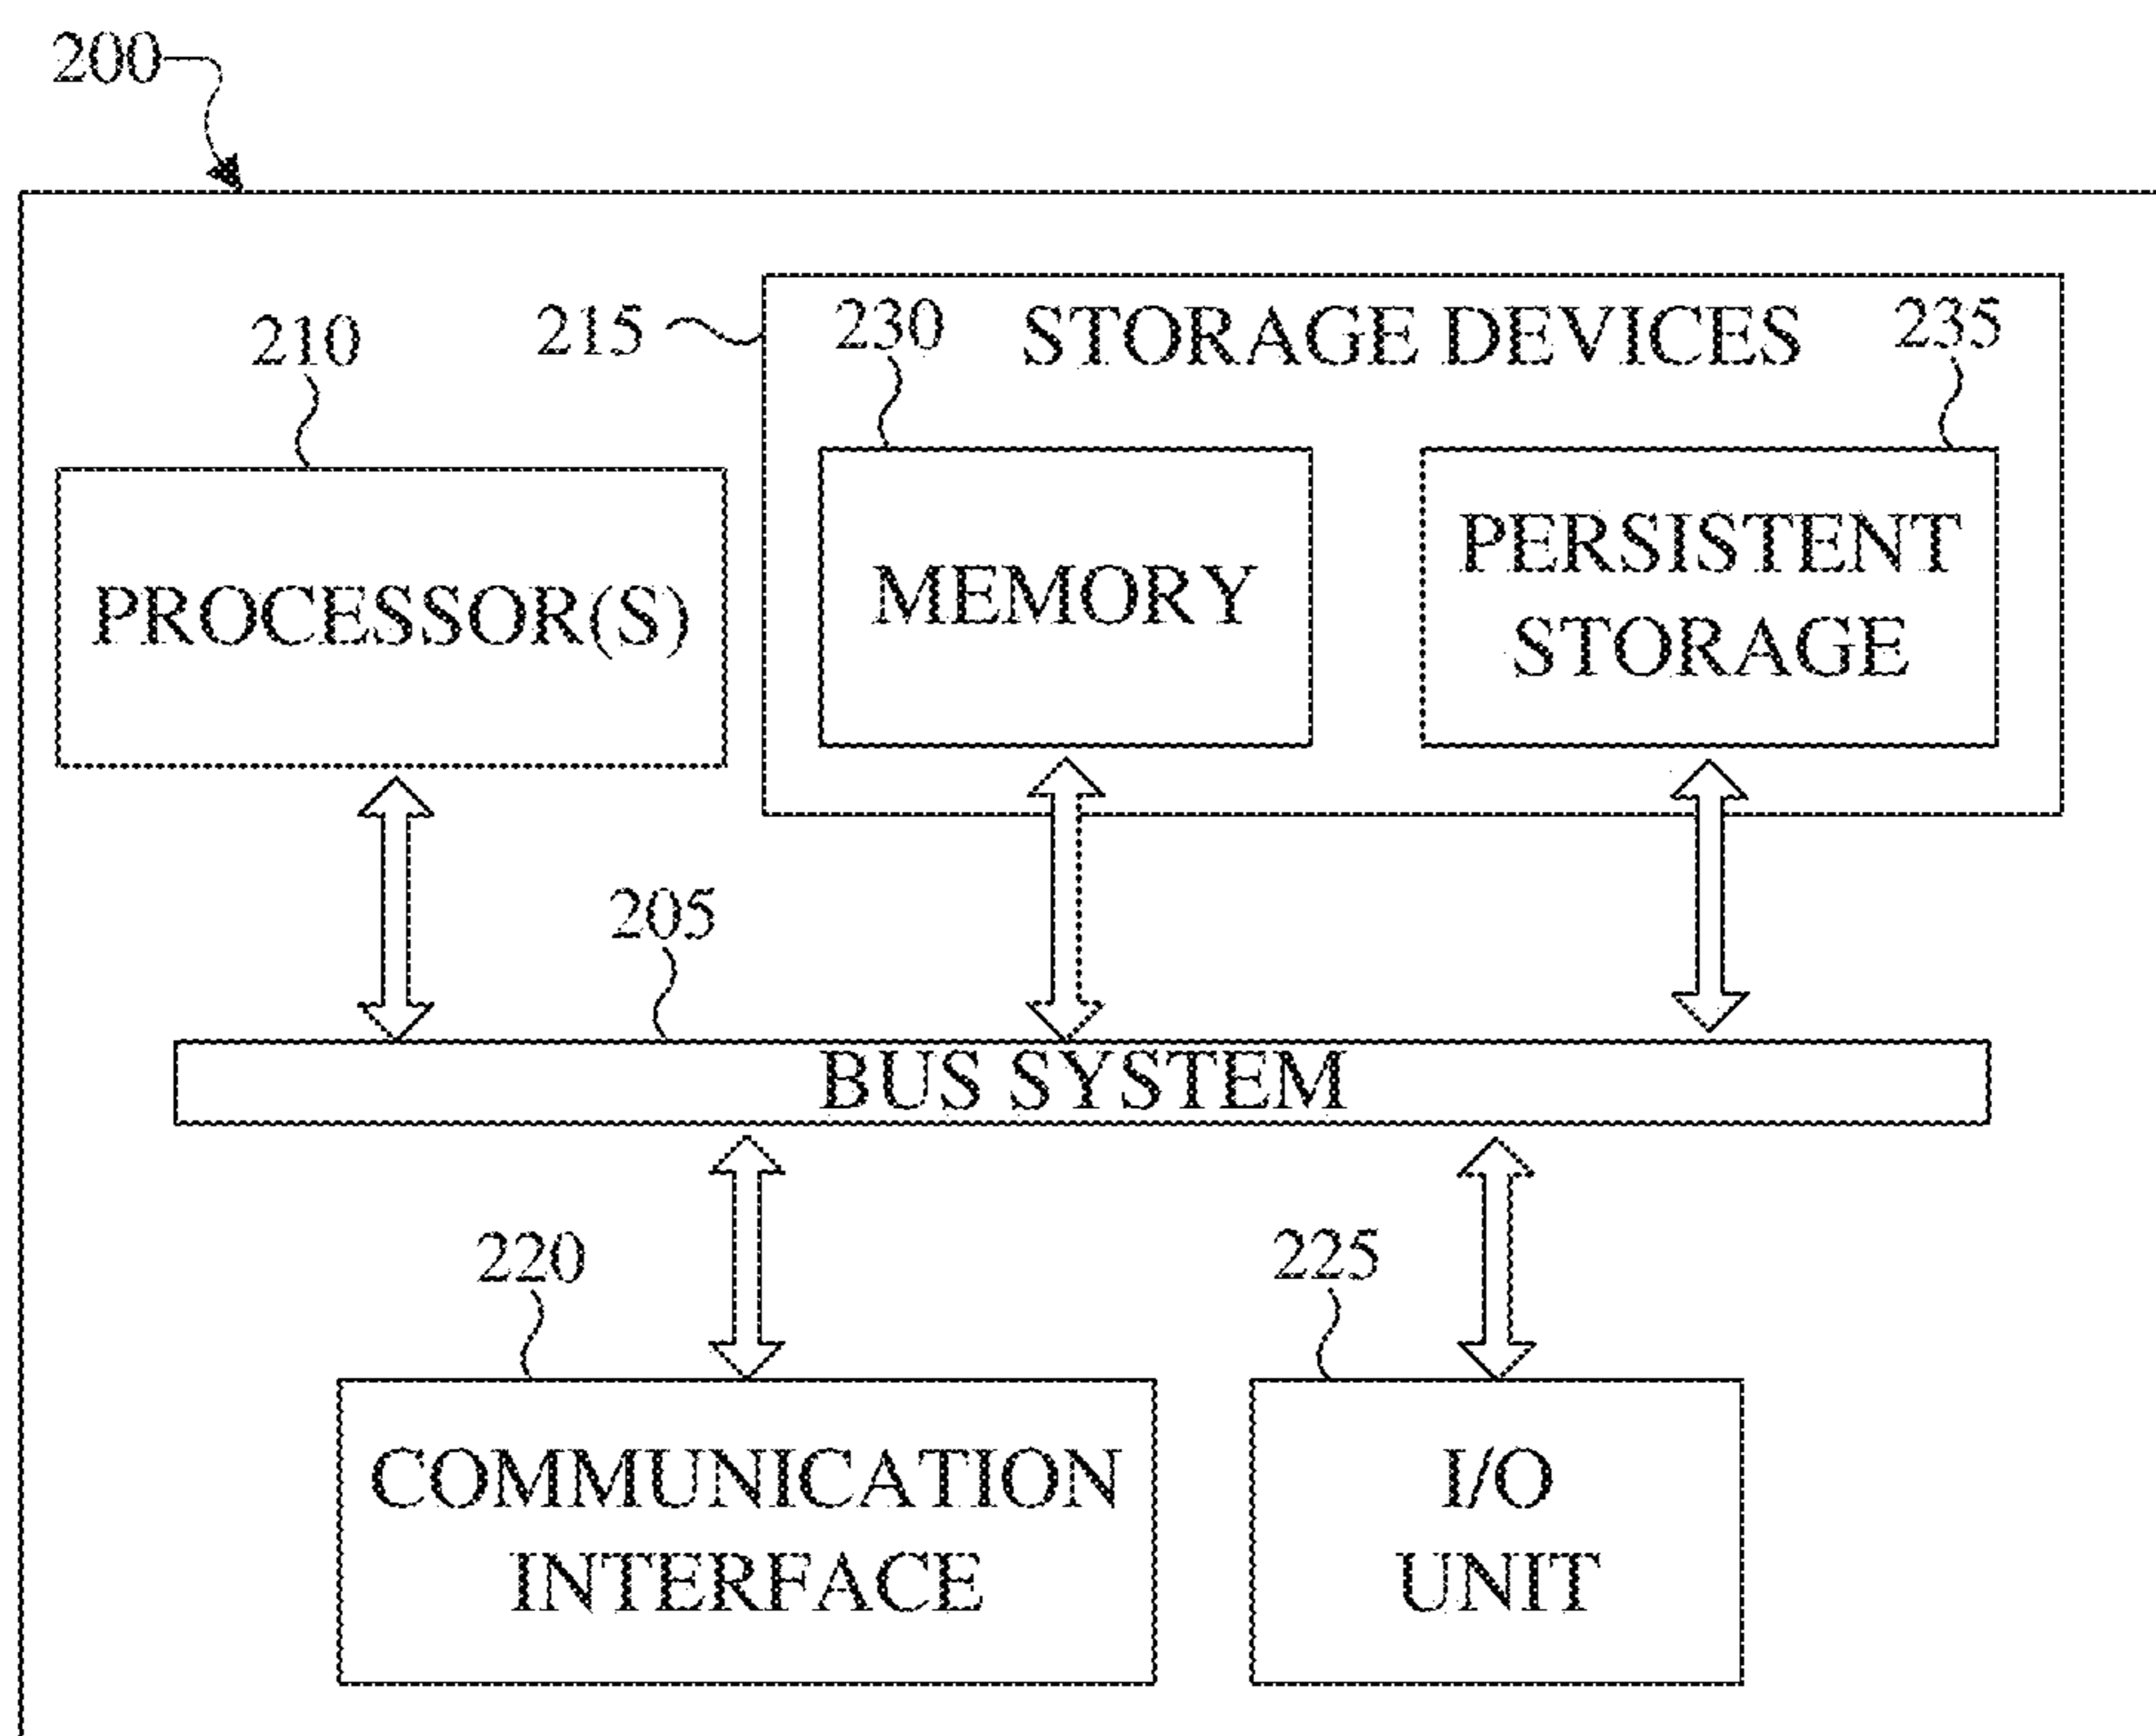 200
210
215
230
STORAGE DEVICES
235
PROCESSOR(S)
MEMORY
PERSISTENT
STORAGE
205
BUS SYSTEM
220
225
COMMUNICATION
INTERFACE
I/O
UNIT